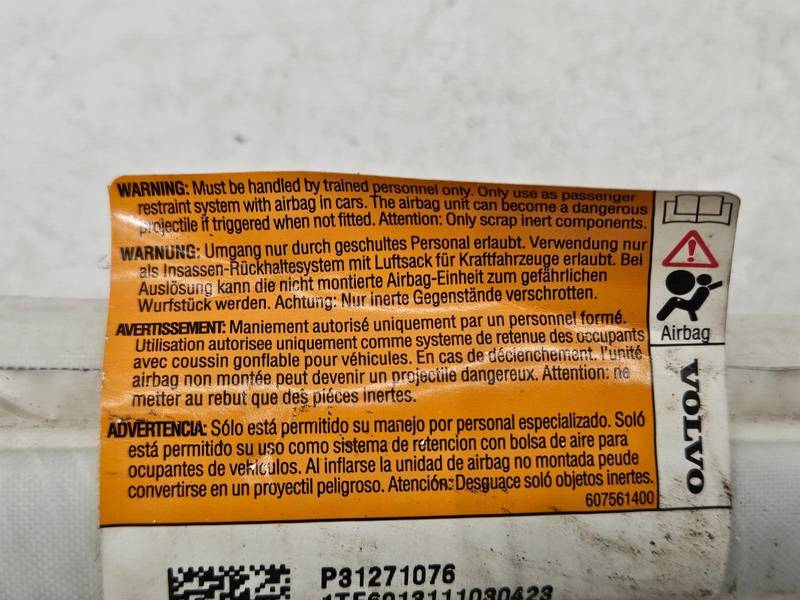 WARNING: Must be handled by trained personnel only. Only use as passenger
restraint system with airbag in cars. The airbag unit can become a dangerous
projectile if triggered when not fitted. Attention: Only scrap inert components.
WARNUNG: Umgang nur durch geschultes Personal erlaubt. Verwendung nur
als Insassen-Rückhaltesystem mit Luftsack für Kraftfahrzeuge erlaubt. Bei
Auslösung kann die nicht montierte Airbag-Einheit zum gefährlichen
Wurfstück werden. Achtung: Nur inerte Gegenstände verschrotten.
AVERTISSEMENT: Maniement autorisé uniquement par un personnel formé.
Utilisation autorisee uniquement comme systeme de retenue des occupants
avec coussin gonflable pour véhicules. En cas de décienchement. l'unité
airbag non montée peut devenir un projectile dangereux. Attention: ne
metter au rebut que des piéces inertes.
ADVERTENCIA: Sólo está permitido su manejo por personal especializado. Soló
está permitido su uso como sistema de retencion con bolsa de aire para
ocupantes de vehículos. Al inflarse la unidad de airbag no montada peude
convertirse en un proyectil peligroso. Atención: Desguace soló objetos inertes.
607561400
Airbag
VOLVO
P31271076
1TF6013111030423